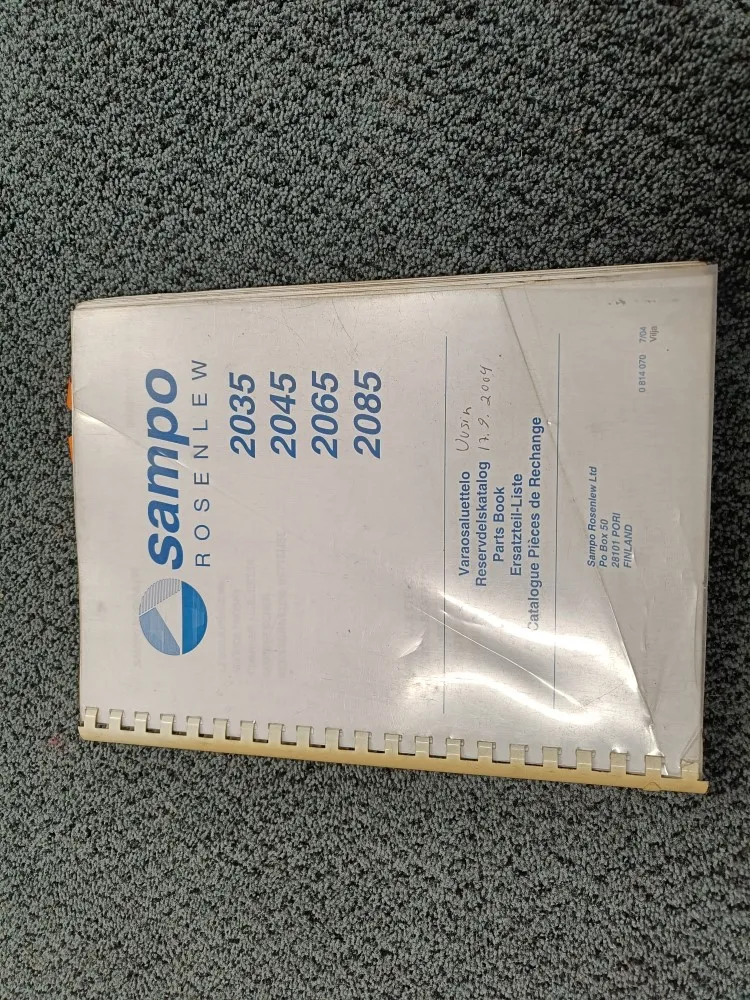 sampo
ROSENLEW
2035
2045
2065
2085
Varaosaluettelo Uusin
Reservdelskatalog 17.9.2004.
Parts Book
Ersatzteil-Liste
Catalogue Pièces de Rechange
Sampo Rosenlew Ltd
Po Box 50
28101 PORI
FINLAND
0 814 070 7/04
Vilja